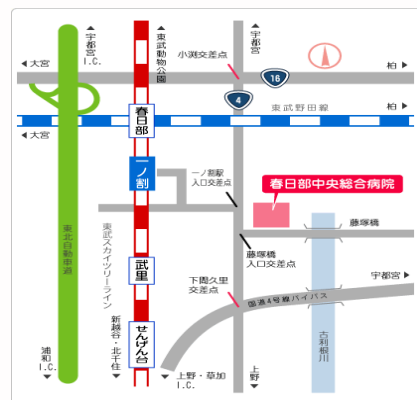 宇都宮
I.C.
東武動物公園
宇都宮
小渕交差点
大宮
柏
16
柏
4
東武野田線
春日部
大宮
一ノ割
一ノ割駅
入口交差点
春日部中央総合病院
藤塚橋
東北自動車道
東武スカイツリーライン
武里
藤塚橋
入口交差点
下間久里
交差点
宇都宮
国道4号線バイパス
古利根川
せんげん台
新越谷・北千住
浦和
I.C.
上野・草加
I.C.
上野